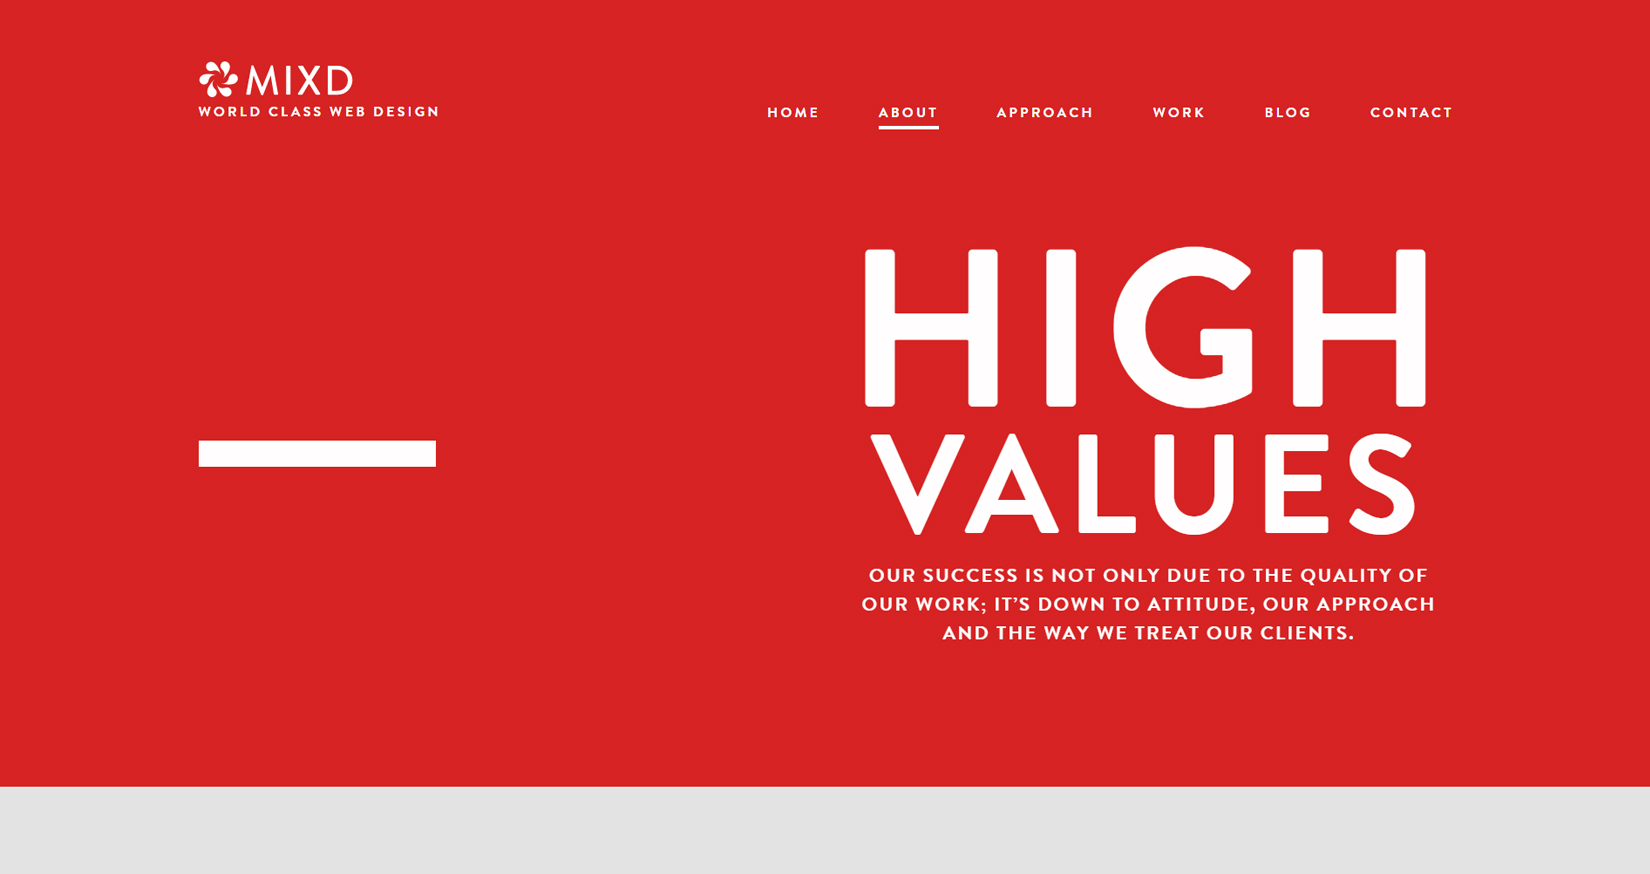 MIXD
WORLD CLASS WEB DESIGN
HOME ABOUT APPROACH WORK BLOG CONTACT
HIGH
VALUES
OUR SUCCESS IS NOT ONLY DUE TO THE QUALITY OF
OUR WORK; IT’S DOWN TO ATTITUDE, OUR APPROACH
AND THE WAY WE TREAT OUR CLIENTS.